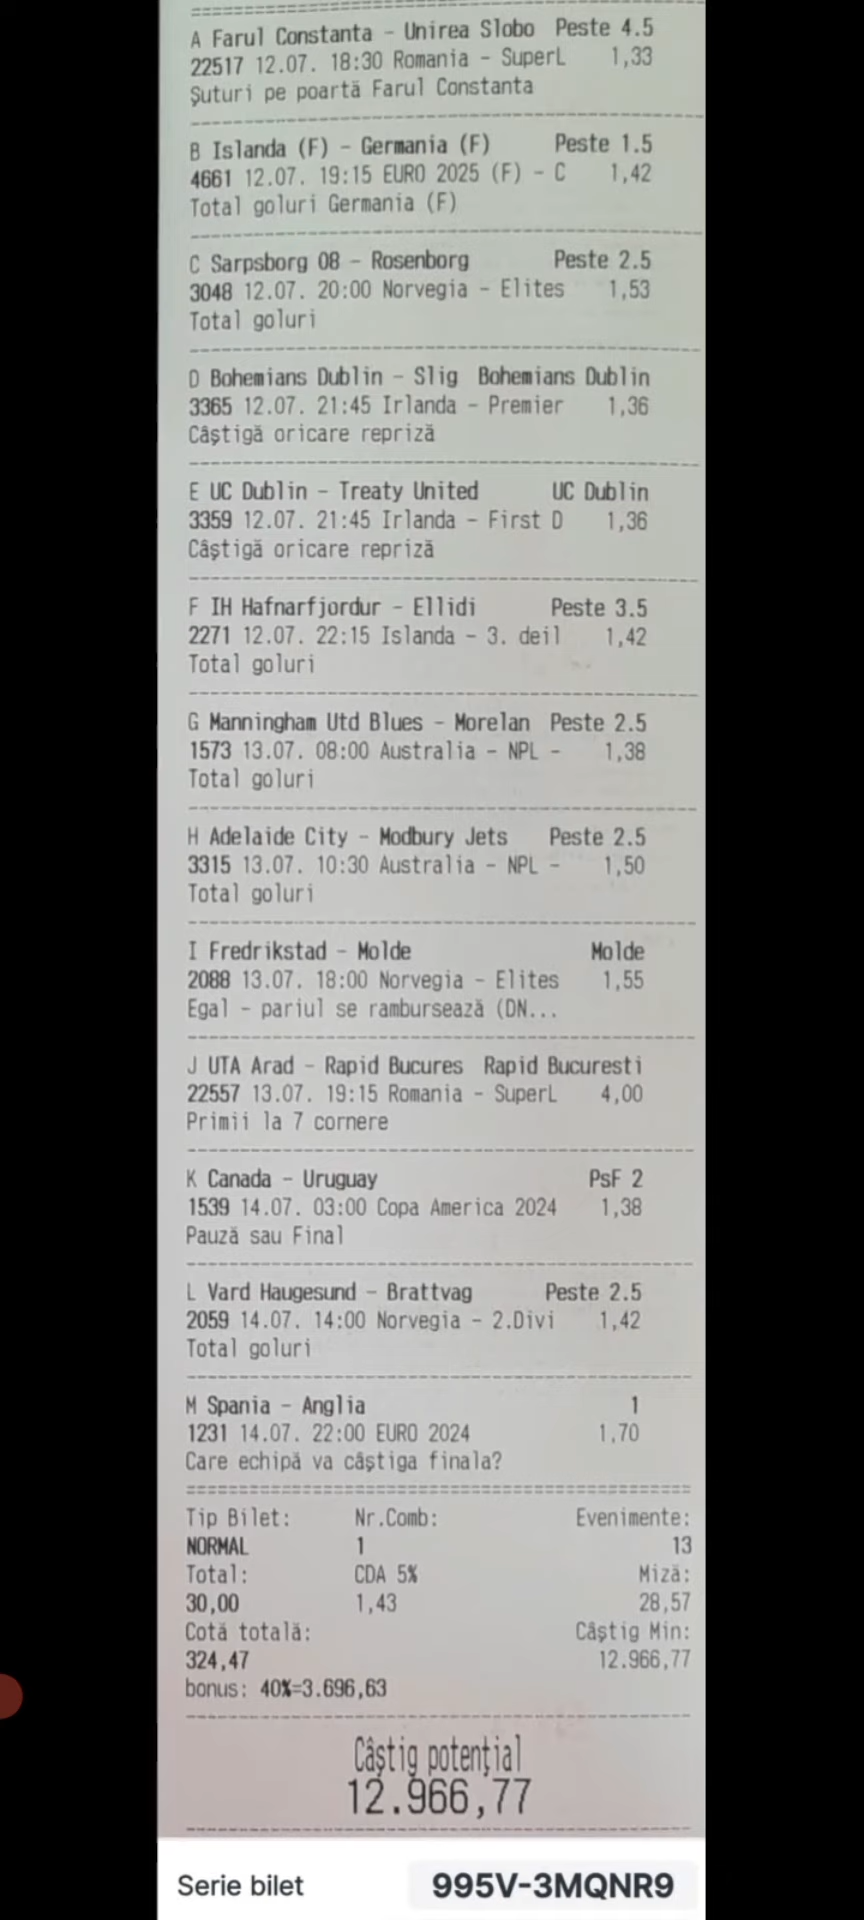 A Farul Constanta - Unirea Slobo Peste 4.5
22517 12.07. 18:30 Romania - SuperL 1,33
Șuturi pe poartă Farul Constanta
B Islanda (F) - Germania (F) Peste 1.5
4661 12.07. 19:15 EURO 2025 (F) - C 1,42
Total goluri Germania (F)
C Sarpsborg 08 - Rosenborg Peste 2.5
3048 12.07. 20:00 Norvegia - Elites 1,53
Total goluri
D Bohemians Dublin - Slig Bohemians Dublin
3365 12.07. 21:45 Irlanda - Premier 1,36
Câștigă oricare repriză
E UC Dublin - Treaty United UC Dublin
3359 12.07. 21:45 Irlanda - First D 1,36
Câștigă oricare repriză
F IH Hafnarfjordur - Ellidi Peste 3.5
2271 12.07. 22:15 Islanda - 3. deil 1,42
Total goluri
G Manningham Utd Blues - Morelan Peste 2.5
1573 13.07. 08:00 Australia - NPL - 1,38
Total goluri
H Adelaide City - Modbury Jets Peste 2.5
3315 13.07. 10:30 Australia - NPL - 1,50
Total goluri
I Fredrikstad - Molde Molde
2088 13.07. 18:00 Norvegia - Elites 1,55
Egal - pariul se rambursează (DN...
J UTA Arad - Rapid Bucures Rapid Bucuresti
22557 13.07. 19:15 Romania - SuperL 4,00
Primii la 7 cornere
K Canada - Uruguay PsF 2
1539 14.07. 03:00 Copa America 2024 1,38
Pauză sau Final
L Vard Haugesund - Brattvag Peste 2.5
2059 14.07. 14:00 Norvegia - 2.Divi 1,42
Total goluri
M Spania - Anglia 1
1231 14.07. 22:00 EURO 2024 1,70
Care echipă va câștiga finala?
Tip Bilet: Nr.Comb: Evenimente:
NORMAL 1 13
Total: CDA 5% Miză:
30,00 1,43 28,57
Cotă totală: Câștig Min:
324,47 12.966,77
bonus: 40%=3.696,63
Câștig potențial
12.966,77
Serie bilet 995V-3MQNR9